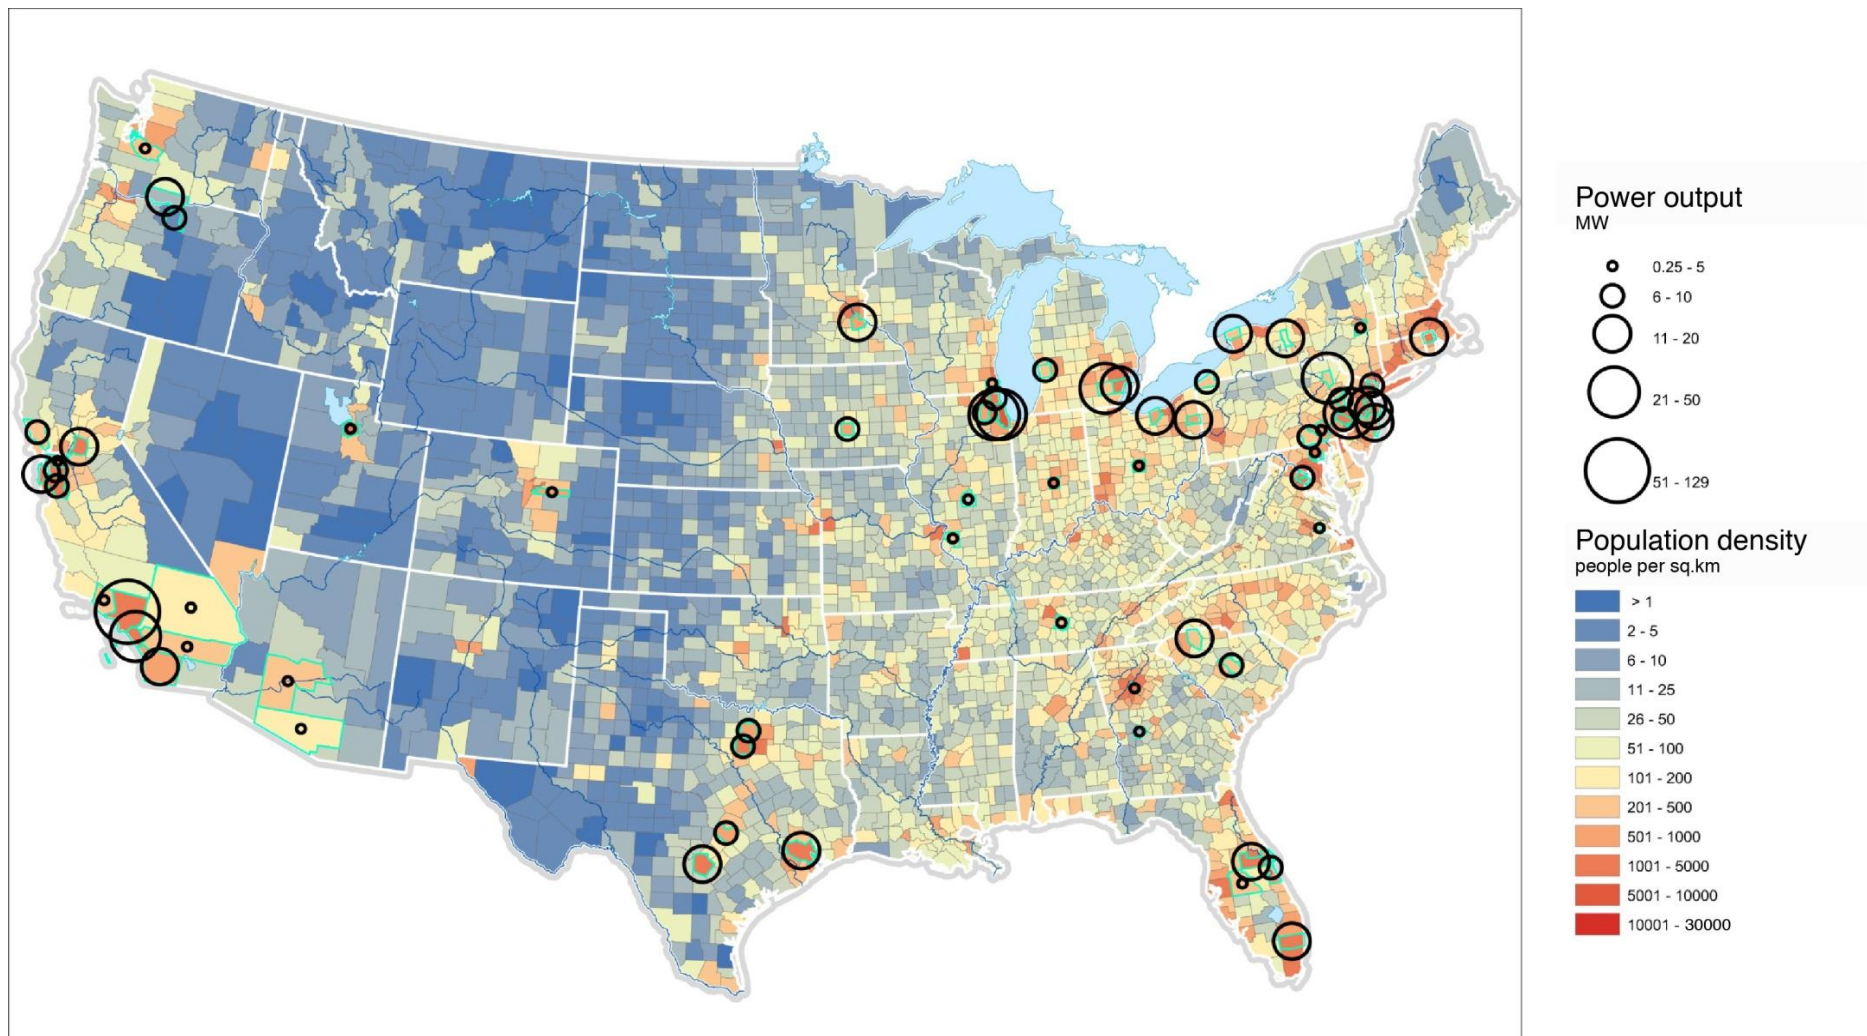 Power output
MW
0.25 - 5
6 - 10
11 - 20
21 - 50
51 - 129
Population density
people per sq.km
> 1
2 - 5
6 - 10
11 - 25
26 - 50
51 - 100
101 - 200
201 - 500
501 - 1000
1001 - 5000
5001 - 10000
10001 - 30000